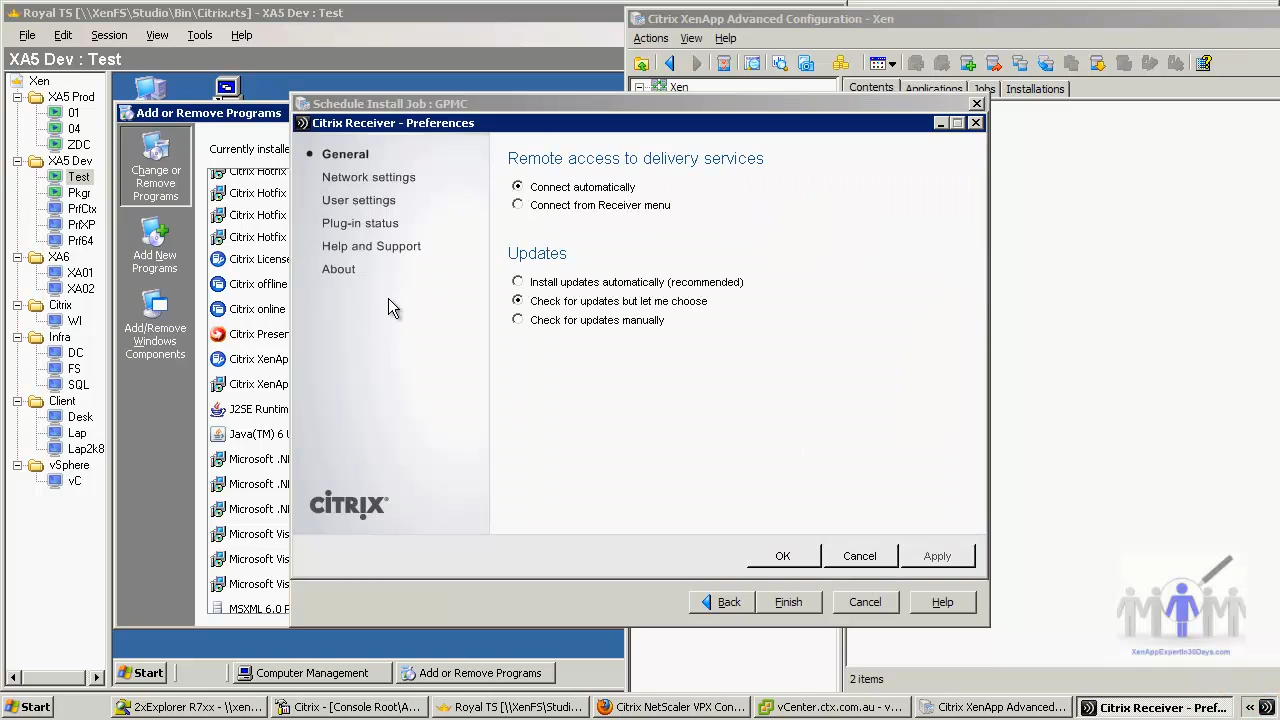 Royal TS [\\XenFS\Studio\Bin\Citrix.rts] - XA5 Dev : Test
File Edit Session View Tools Help
XA5 Dev : Test
Xen
XA5 Prod
01
04
ZDC
XA5 Dev
Test
Pkgr
PriCtx
PriXP
Pri64
XA6
XA01
XA02
Citrix
WI
Infra
DC
FS
SQL
Client
Desk
Lap
Lap2k8
vSphere
vC
Add or Remove Programs
Change or
Remove
Programs
Add New
Programs
Add/Remove
Windows
Components
Currently installe
Citrix Hotfix
Citrix Hotfix
Citrix Hotfix
Citrix Hotfi
Citrix License
Citrix offline
Citrix online
Citrix Presen
Citrix XenAp
Citrix XenAp
J2SE Runtim
Java(TM) 6 U
Microsoft .NI
Microsoft .NI
Microsoft .NI
Microsoft Vis
Microsoft Vis
Microsoft Vis
MSXML 6.0 F
Start
Computer Management
Add or Remove Programs
Citrix XenApp Advanced Configuration - Xen
Actions View Help
Xen
Contents Applications Jobs Installations
2 items
Schedule Install Job : GPMC
Citrix Receiver - Preferences
General
Network settings
User settings
Plug-in status
Help and Support
About
CITRIX
Remote access to delivery services
Connect automatically
Connect from Receiver menu
Updates
Install updates automatically (recommended)
Check for updates but let me choose
Check for updates manually
OK Cancel Apply
Back Finish Cancel Help
XenAppExpertIn30Days.com
Start
2xExplorer R7xx - \\xen...
Citrix - [Console Root\A...
Royal TS [\\XenFS\Studi...
Citrix NetScaler VPX Con...
vCenter.ctx.com.au - v...
Citrix XenApp Advanced...
Citrix Receiver - Pref...